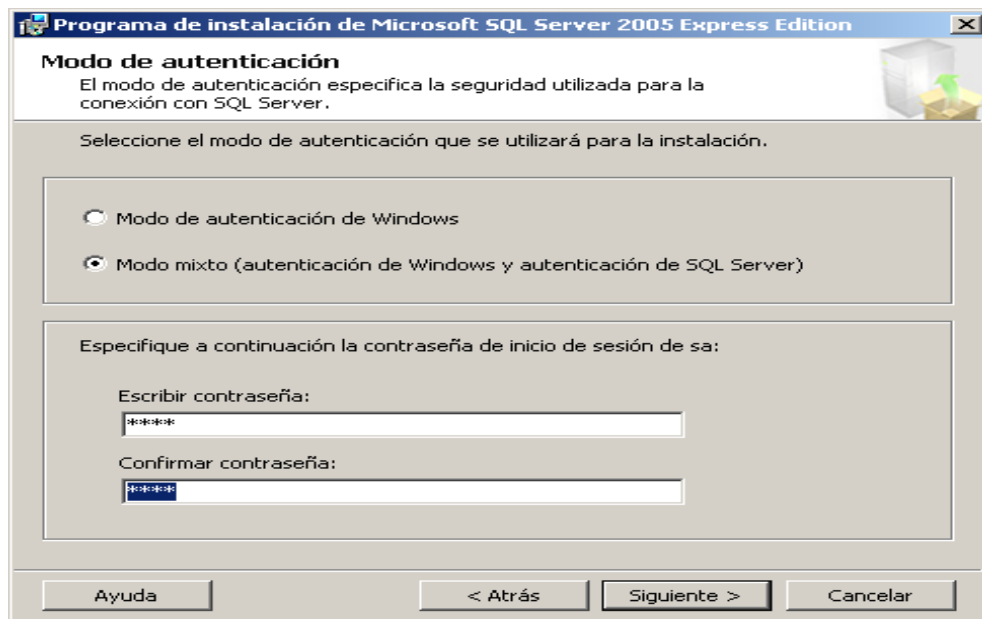 Programa de instalación de Microsoft SQL Server 2005 Express Edition
Modo de autenticación
El modo de autenticación especifica la seguridad utilizada para la
conexión con SQL Server.
Seleccione el modo de autenticación que se utilizará para la instalación.
Modo de autenticación de Windows
Modo mixto (autenticación de Windows y autenticación de SQL Server)
Especifique a continuación la contraseña de inicio de sesión de sa:
Escribir contraseña:
****
Confirmar contraseña:
****
Ayuda
< Atrás
Siguiente >
Cancelar